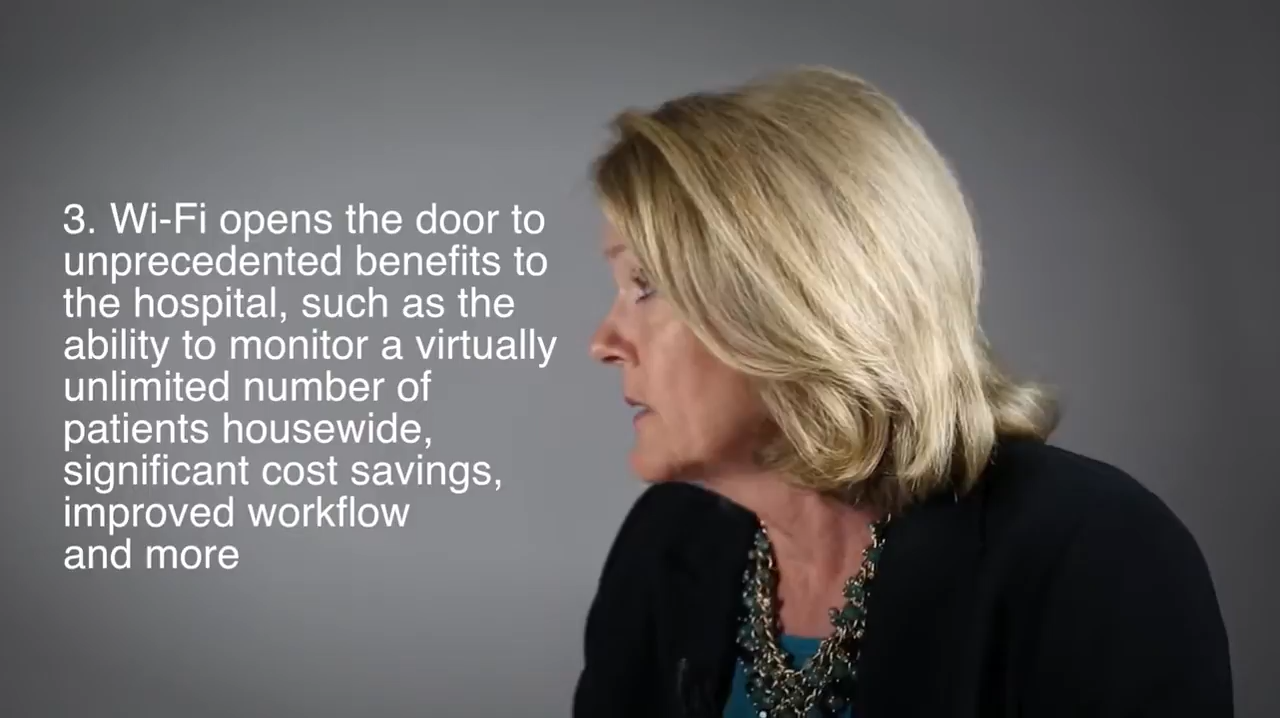 3. Wi-Fi opens the door to
unprecedented benefits to
the hospital, such as the
ability to monitor a virtually
unlimited number of
patients housewide,
significant cost savings,
improved workflow
and more